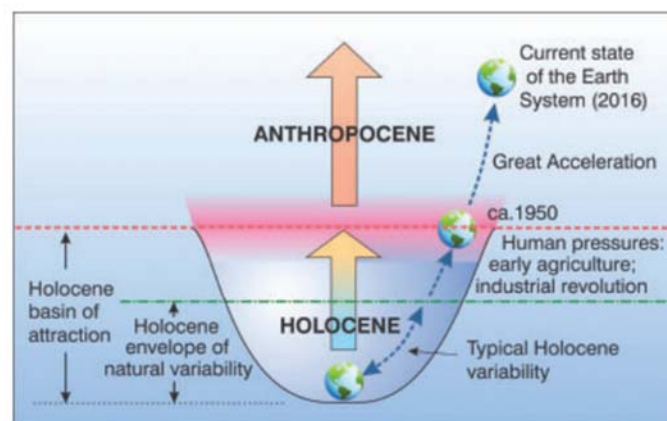 Current state
of the Earth
System (2016)
ANTHROPOCENE
Great Acceleration
ca.1950
Human pressures:
early agriculture;
industrial revolution
Holocene
basin of
attraction
Holocene
envelope of
natural variability
HOLOCENE
Typical Holocene
variability